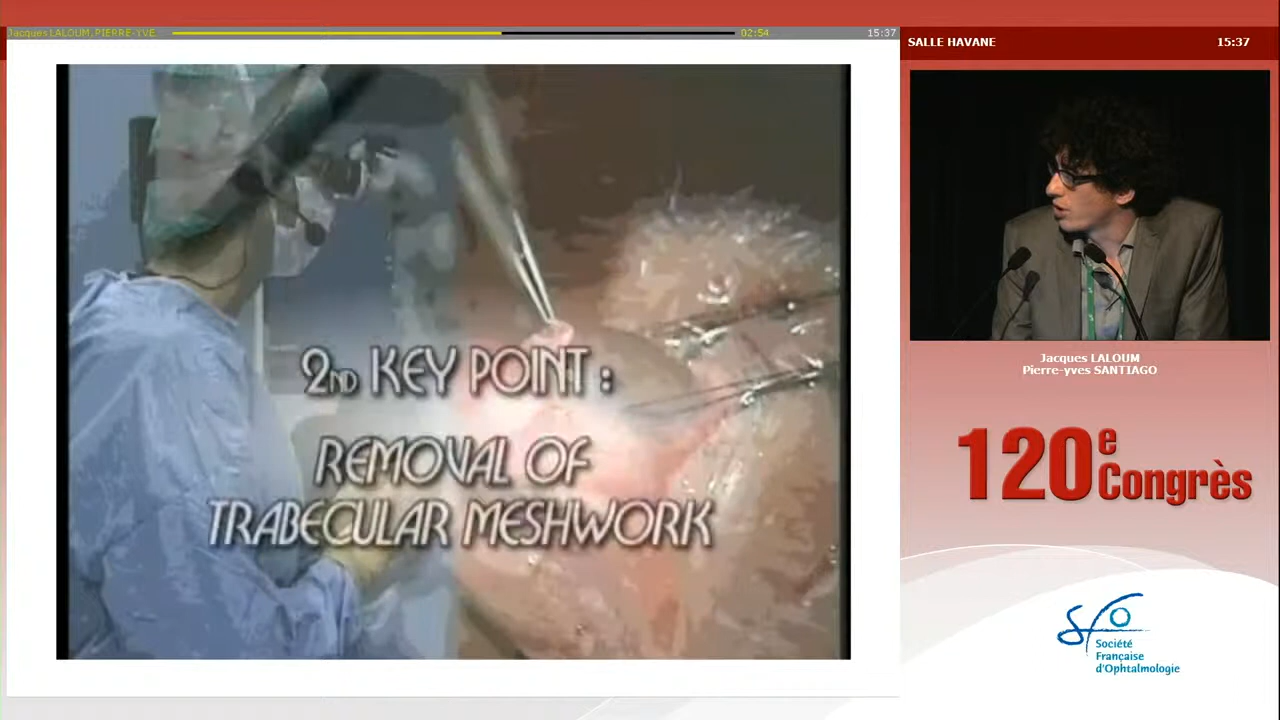 Jacques LALOUM, PIERRE-YVE
02:54
15:37
SALLE HAVANE
15:37
2ND KEY POINT :
REMOVAL OF
TRABECULAR MESHWORK
Jacques LALOUM
Pierre-yves SANTIAGO
120e Congrès
sfo
Société
Française
d'Ophtalmologie